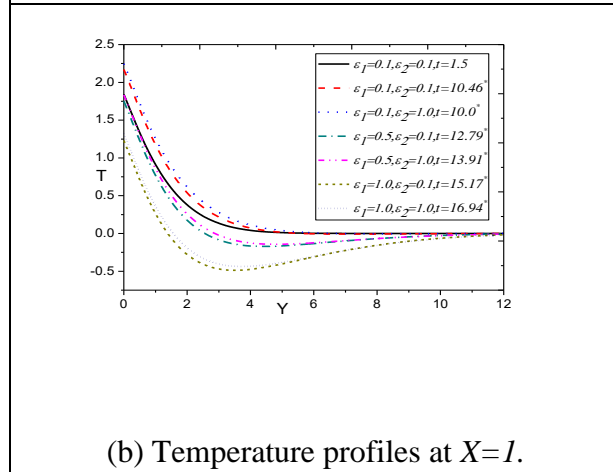 2.5
2.0
1.5
1.0
T
0.5
0.0
-0.5
0 2 4 6 8 10 12
Y
ε₁=0.1,ε₂=0.1,t=1.5
ε₁=0.1,ε₂=0.1,t=10.46*
ε₁=0.1,ε₂=1.0,t=10.0*
ε₁=0.5,ε₂=0.1,t=12.79*
ε₁=0.5,ε₂=1.0,t=13.91*
ε₁=1.0,ε₂=0.1,t=15.17*
ε₁=1.0,ε₂=1.0,t=16.94*
(b) Temperature profiles at X=1.